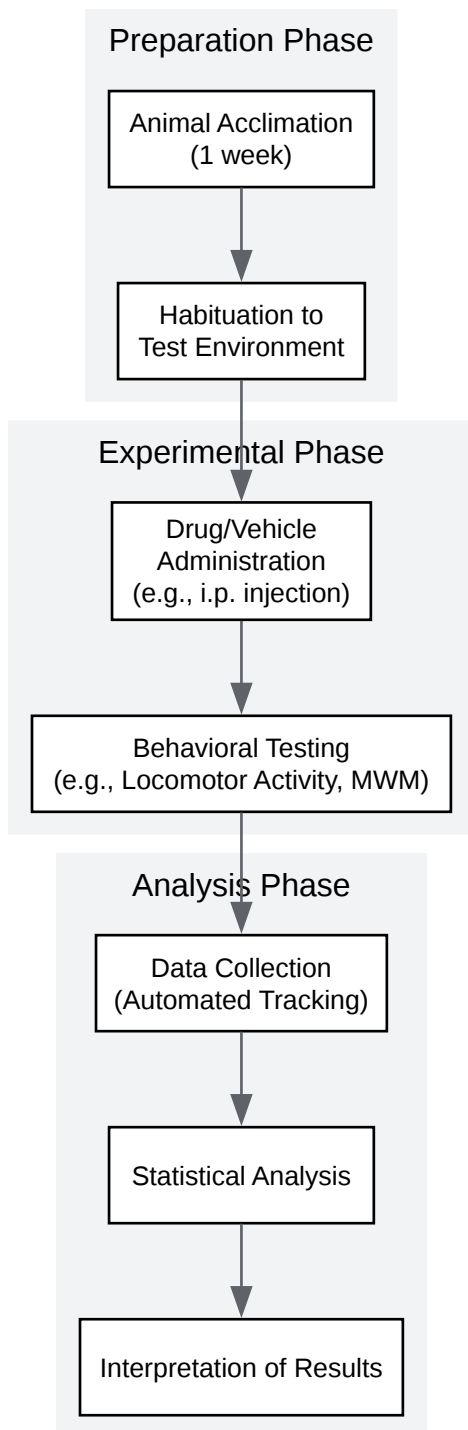 Preparation Phase
Animal Acclimation
(1 week)
Habituation to
Test Environment
Experimental Phase
Drug/Vehicle
Administration
(e.g., i.p. injection)
Behavioral Testing
(e.g., Locomotor Activity, MWM)
Analysis Phase
Data Collection
(Automated Tracking)
Statistical Analysis
Interpretation of Results